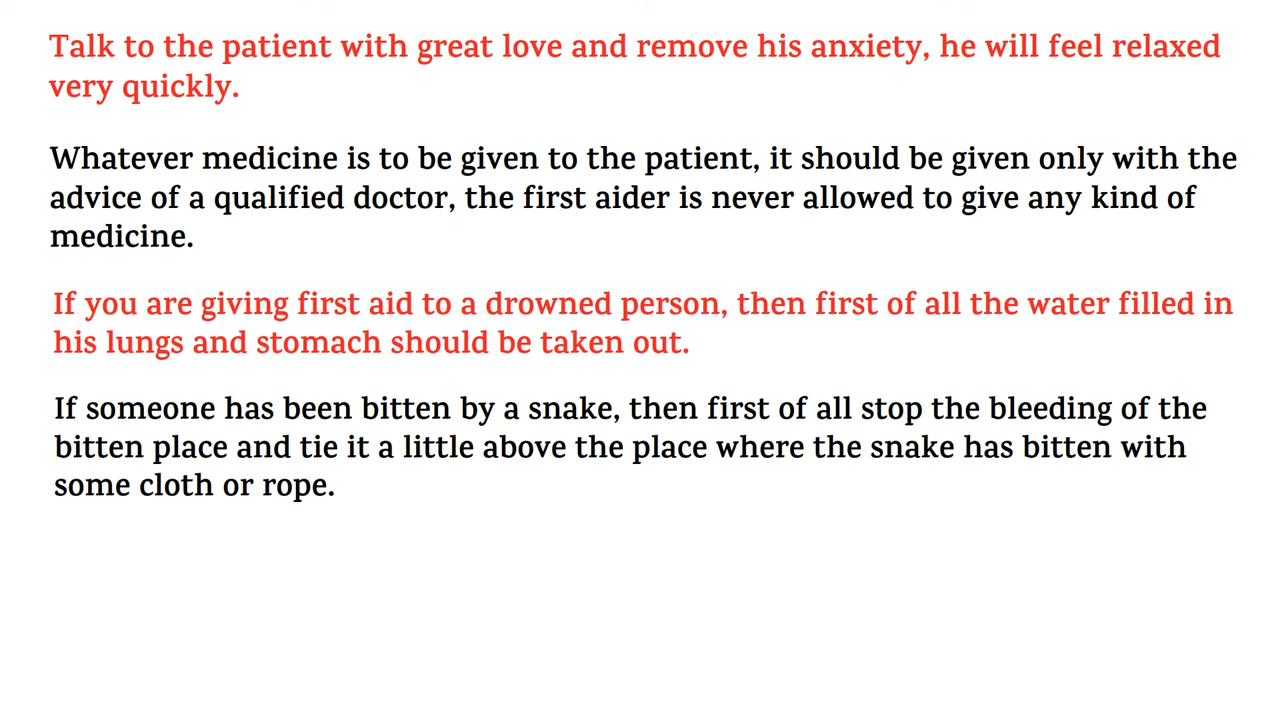 Talk to the patient with great love and remove his anxiety, he will feel relaxed
very quickly.
Whatever medicine is to be given to the patient, it should be given only with the
advice of a qualified doctor, the first aider is never allowed to give any kind of
medicine.
If you are giving first aid to a drowned person, then first of all the water filled in
his lungs and stomach should be taken out.
If someone has been bitten by a snake, then first of all stop the bleeding of the
bitten place and tie it a little above the place where the snake has bitten with
some cloth or rope.